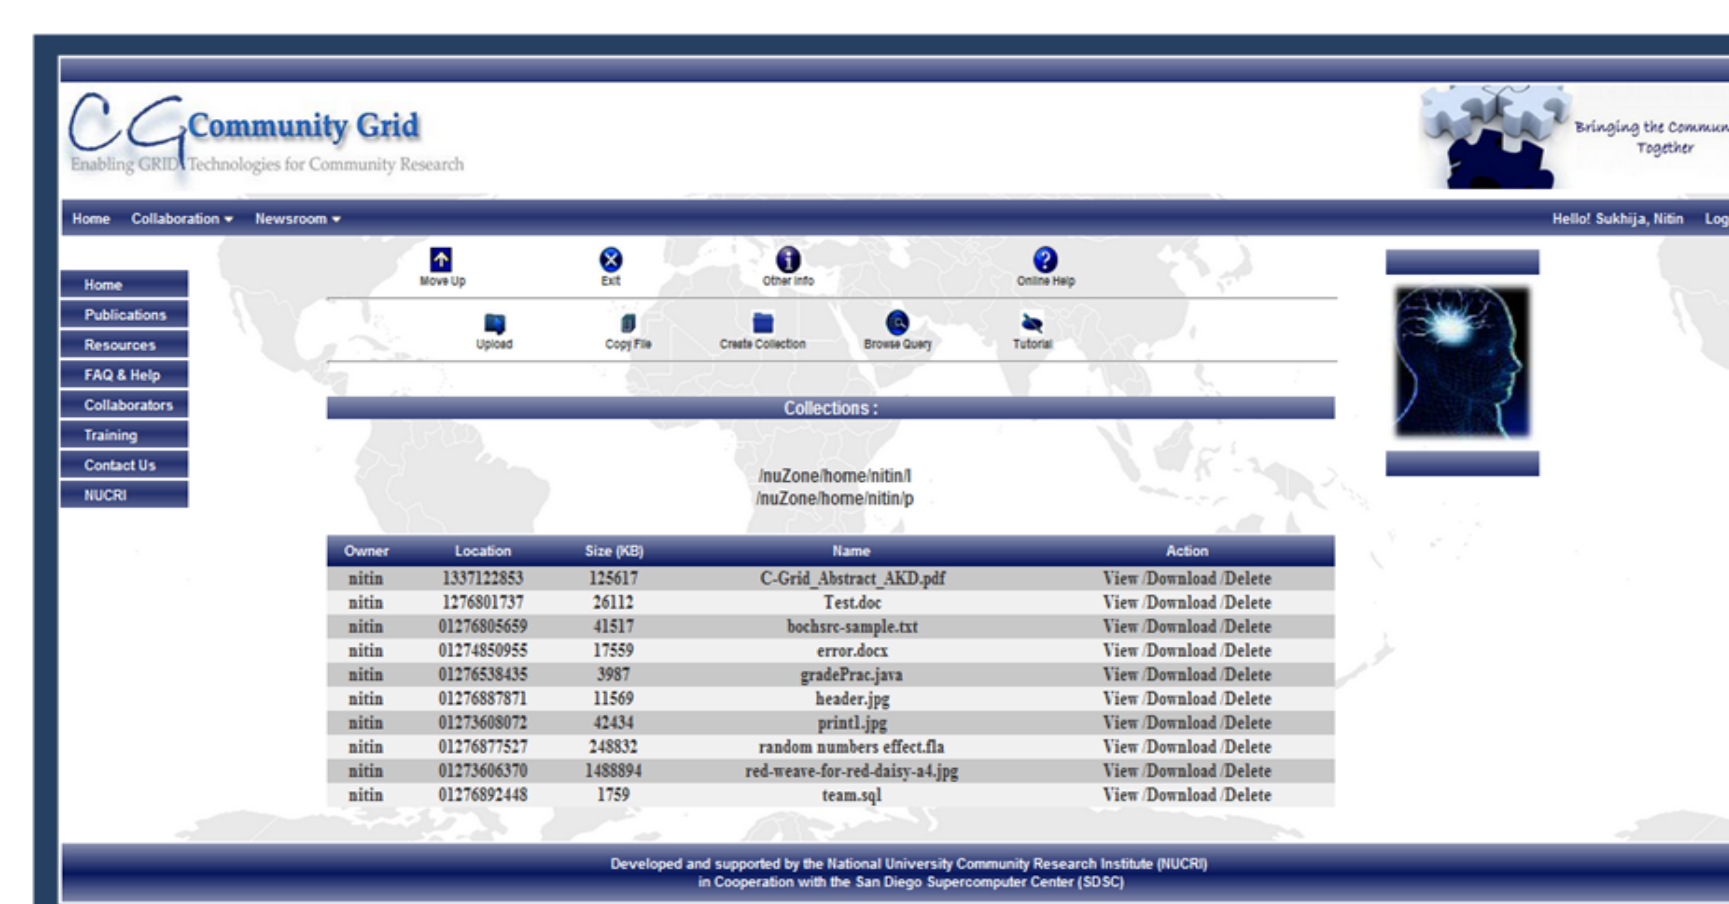 CG Community Grid
Enabling GRID Technologies for Community Research
Bringing the Commun
Together
Home Collaboration Newsroom Hello! Sukhija, Nitin Log
Move Up Exit Other Info Online Help
Upload Copy File Create Collection Browse Query Tutorial
Home
Publications
Resources
FAQ & Help
Collaborators
Training
Contact Us
NUCRI
Collections :
/nuZone/home/nitin/l
/nuZone/home/nitin/p
Owner Location Size (KB) Name Action
nitin 1337122853 125617 C-Grid_Abstract_AKD.pdf View /Download /Delete
nitin 1276801737 26112 Test.doc View /Download /Delete
nitin 01276805659 41517 bochsrc-sample.txt View /Download /Delete
nitin 01274850955 17559 error.docx View /Download /Delete
nitin 01276538435 3987 gradePrac.java View /Download /Delete
nitin 01276887871 11569 header.jpg View /Download /Delete
nitin 01273608072 42434 print1.jpg View /Download /Delete
nitin 01276877527 248832 random numbers effect.fla View /Download /Delete
nitin 01273606370 1488894 red-weave-for-red-daisy-a4.jpg View /Download /Delete
nitin 01276892448 1759 team.sql View /Download /Delete
Developed and supported by the National University Community Research Institute (NUCRI)
in Cooperation with the San Diego Supercomputer Center (SDSC)